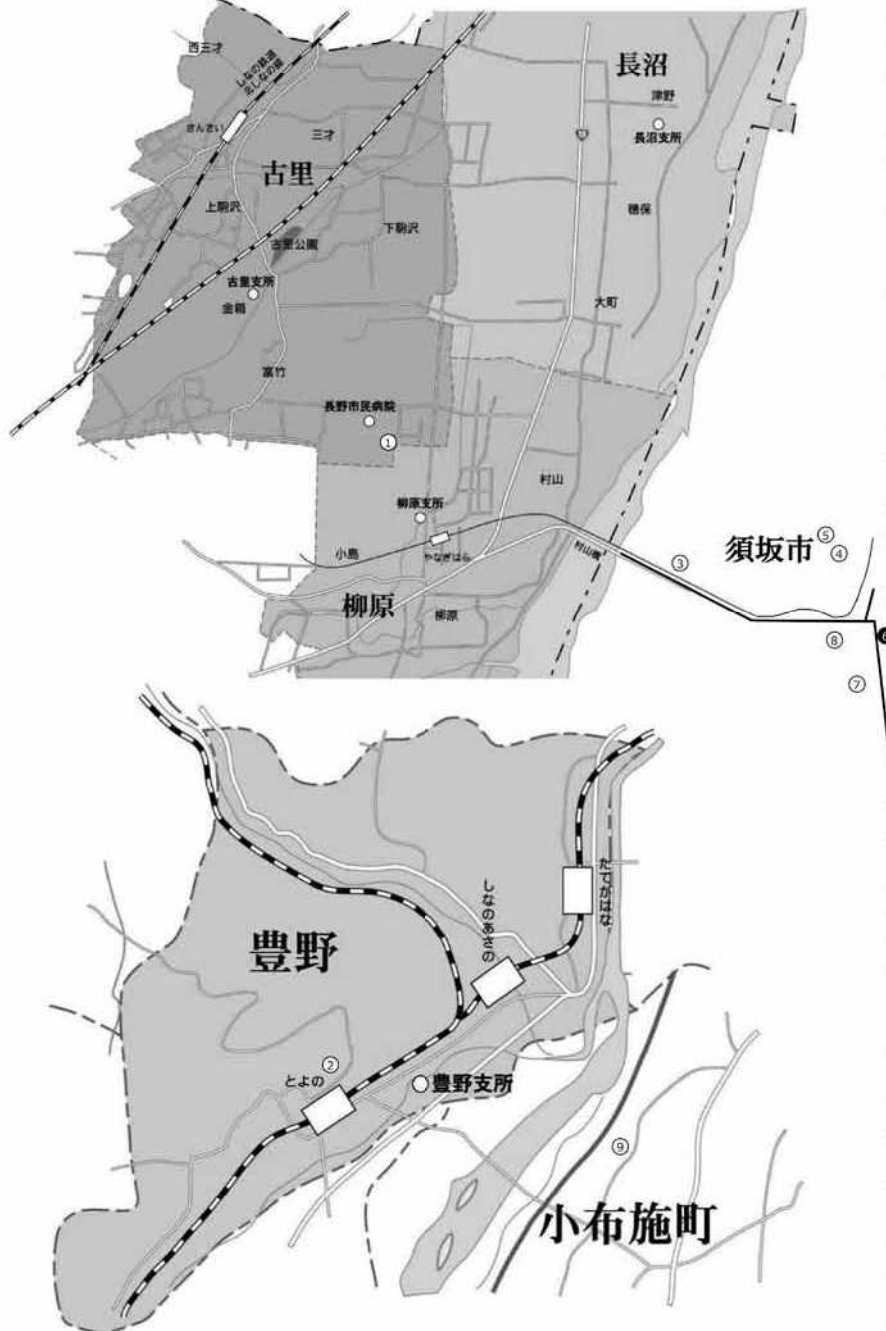 長沼
西三才
しなの鉄道
北しなの線
さんさい
三才
古里
津野
長沼支所
上駒沢
下駒沢
穂保
古里公園
古里支所
金箱
大町
富竹
長野市民病院
①
村山
柳原支所
小島
やなぎはら
村山橋
柳原
柳原
須坂市
⑤
④
③
⑧
⑦
豊野
しなのあさの
たてがはな
とよの
②
豊野支所
⑨
小布施町